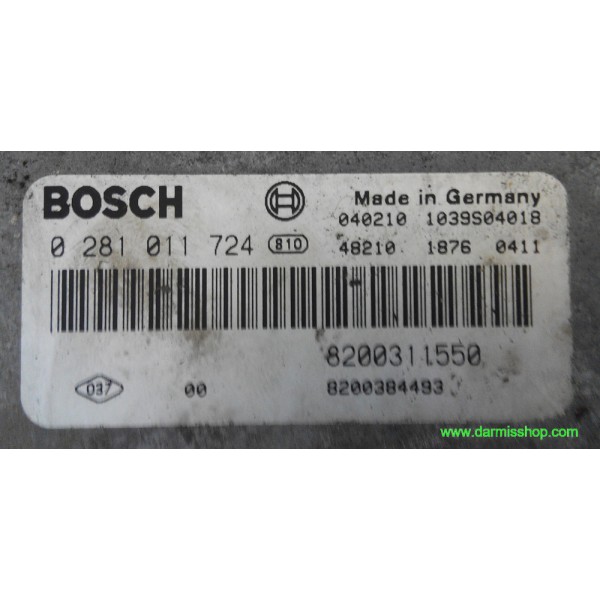 BOSCH Made in Germany
040210 1039S04018
0 281 011 724 810 48210 1876 0411
8200311550
037 00 8200384493
www.darmisshop.com